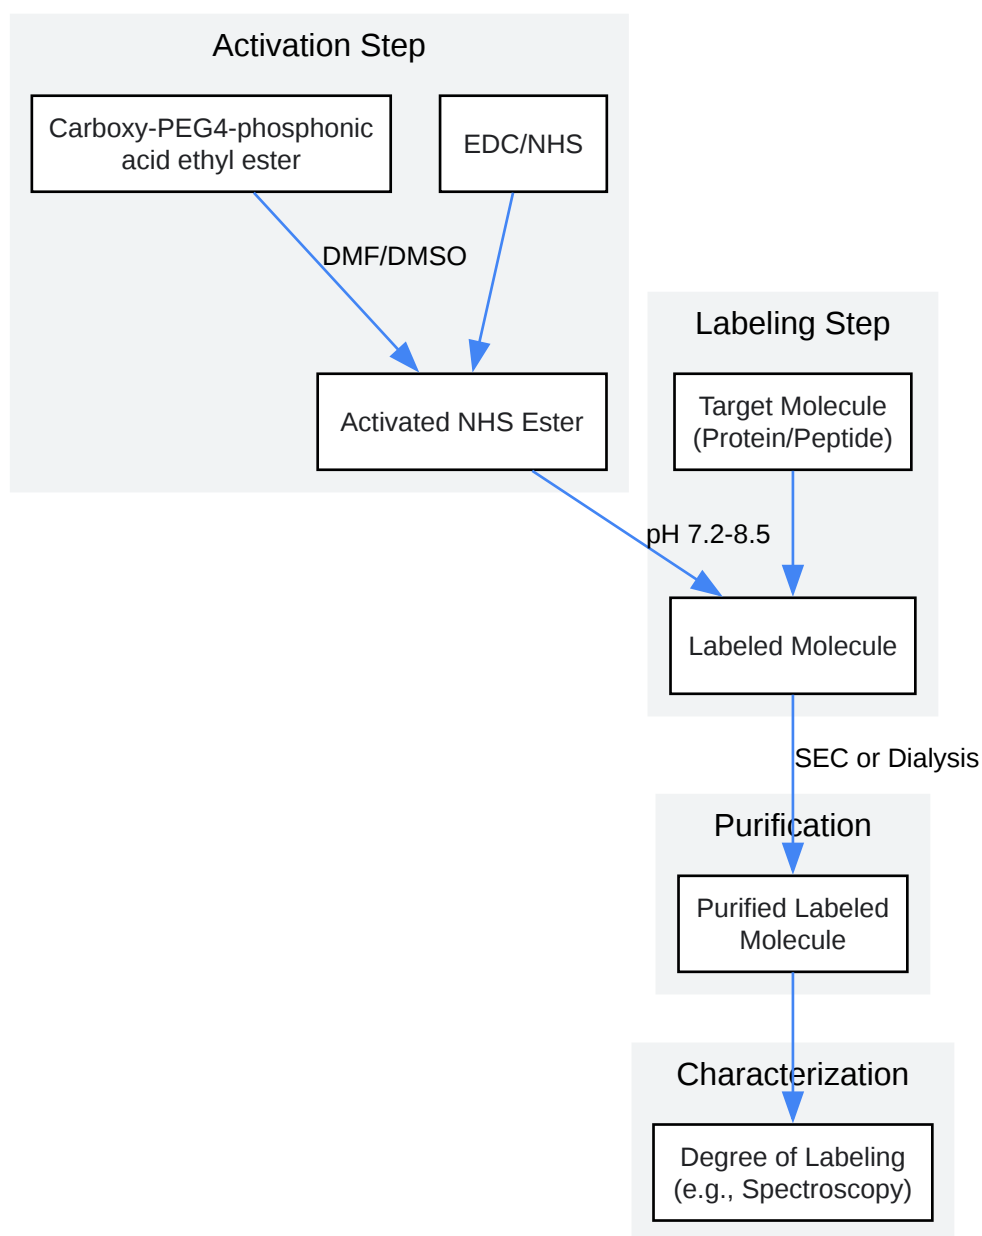 Activation Step
Carboxy-PEG4-phosphonic
acid ethyl ester
EDC/NHS
DMF/DMSO
Activated NHS Ester
Labeling Step
Target Molecule
(Protein/Peptide)
pH 7.2-8.5
Labeled Molecule
SEC or Dialysis
Purification
Purified Labeled
Molecule
Characterization
Degree of Labeling
(e.g., Spectroscopy)